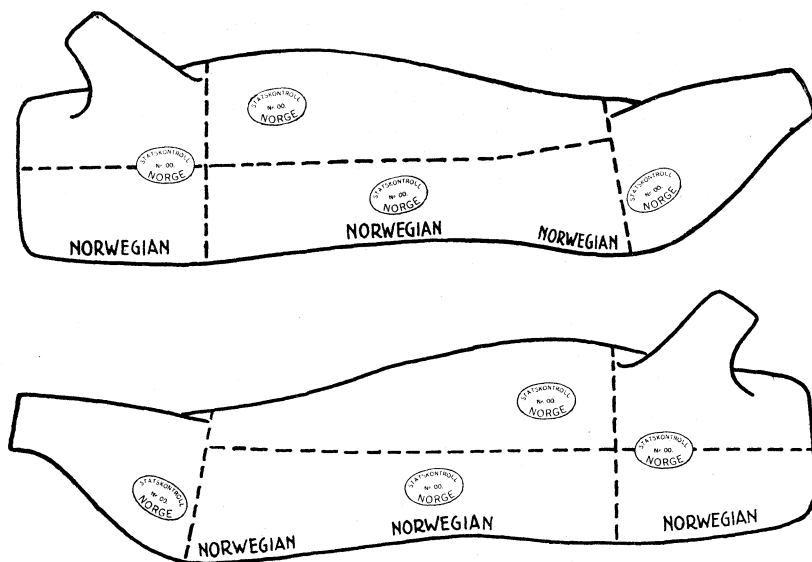 STATSKONTROLL
Nr. 00.
NORGE
STATSKONTROLL
Nr. 00.
NORGE
STATSKONTROLL
Nr. 00.
NORGE
STATSKONTROLL
Nr. 00.
NORGE
NORWEGIAN
NORWEGIAN
NORWEGIAN
STATSKONTROLL
Nr. 00.
NORGE
STATSKONTROLL
Nr. 00.
NORGE
STATSKONTROLL
Nr. 00.
NORGE
STATSKONTROLL
Nr. 00.
NORGE
NORWEGIAN
NORWEGIAN
NORWEGIAN